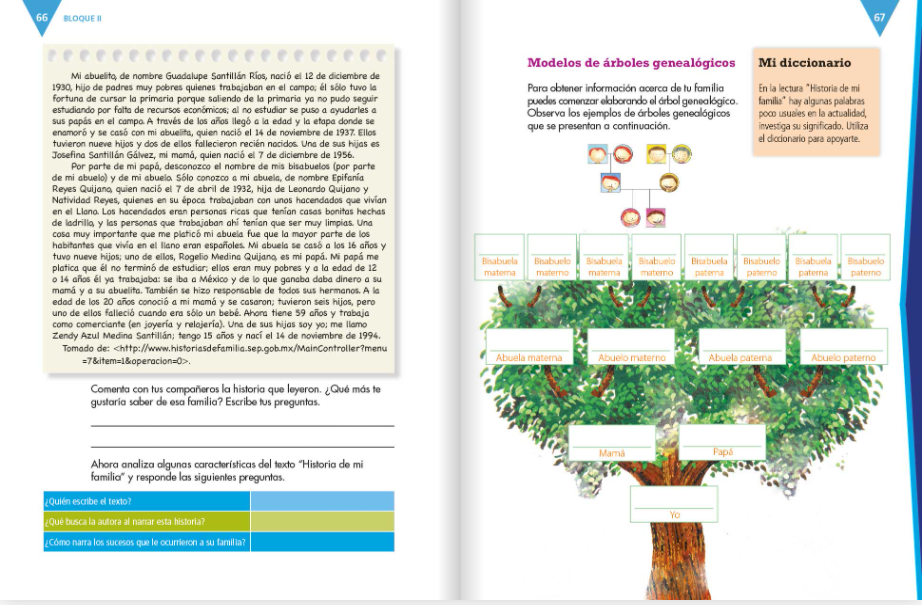 66
BLOQUE II
Mi abuelito, de nombre Guadalupe Santillán Ríos, nació el 12 de diciembre de
1930, hijo de padres muy pobres quienes trabajaban en el campo; él sólo tuvo la
fortuna de cursar la primaria porque saliendo de la primaria ya no pudo seguir
estudiando por falta de recursos económicos; al no estudiar se puso a ayudarles a
sus papás en el campo. A través de los años llegó a la edad y la etapa donde se
enamoró y se casó con mi abuelita, quien nació el 14 de noviembre de 1937. Ellos
tuvieron nueve hijos y dos de ellos fallecieron recién nacidos. Una de sus hijas es
Josefina Santillán Gálvez, mi mamá, quien nació el 7 de diciembre de 1956.
Por parte de mi papá, desconozco el nombre de mis bisabuelos (por parte
de mi abuelo) y de mi abuelo. Sólo conozco a mi abuela, de nombre Epifanía
Reyes Quijano, quien nació el 7 de abril de 1932, hija de Leonardo Quijano y
Natividad Reyes, quienes en su época trabajaban con unos hacendados que vivían
en el Llano. Los hacendados eran personas ricas que tenían casas bonitas hechas
de ladrillo, y las personas que trabajaban ahí tenían que ser muy limpias. Una
cosa muy importante que me platicó mi abuela fue que la mayor parte de los
habitantes que vivía en el llano eran españoles. Mi abuela se casó a los 16 años y
tuvo nueve hijos; uno de ellos, Rogelio Medina Quijano, es mi papá. Mi papá me
platica que él no terminó de estudiar; ellos eran muy pobres y a la edad de 12
o 14 años él ya trabajaba: se iba a México y de lo que ganaba daba dinero a su
mamá y a su abuelita. También se hizo responsable de todos sus hermanos. A la
edad de los 20 años conoció a mi mamá y se casaron; tuvieron seis hijos, pero
uno de ellos falleció cuando era sólo un bebé. Ahora tiene 59 años y trabaja
como comerciante (en joyería y relojería). Una de sus hijas soy yo; me llamo
Zendy Azul Medina Santillán; tengo 15 años y nací el 14 de noviembre de 1994.
Tomado de: <http://www.historiasdefamilia.sep.gob.mx/MainController?menu
=7&item=1&operacion=0>.
Comenta con tus compañeros la historia que leyeron. ¿Qué más te
gustaría saber de esa familia? Escribe tus preguntas.
Ahora analiza algunas características del texto “Historia de mi
familia” y responde las siguientes preguntas.
¿Quién escribe el texto?
¿Qué busca la autora al narrar esta historia?
¿Cómo narra los sucesos que le ocurrieron a su familia?
67
Modelos de árboles genealógicos
Para obtener información acerca de tu familia
puedes comenzar elaborando el árbol genealógico.
Observa los ejemplos de árboles genealógicos
que se presentan a continuación.
Mi diccionario
En la lectura “Historia de mi
familia” hay algunas palabras
poco usuales en la actualidad,
investiga su significado. Utiliza
el diccionario para apoyarte.
Bisabuela materna
Bisabuelo materno
Bisabuela materna
Bisabuelo materno
Bisabuela paterna
Bisabuelo paterno
Bisabuela paterna
Bisabuelo paterno
Abuela materna
Abuelo materno
Abuela paterna
Abuelo paterno
Mamá
Papá
Yo